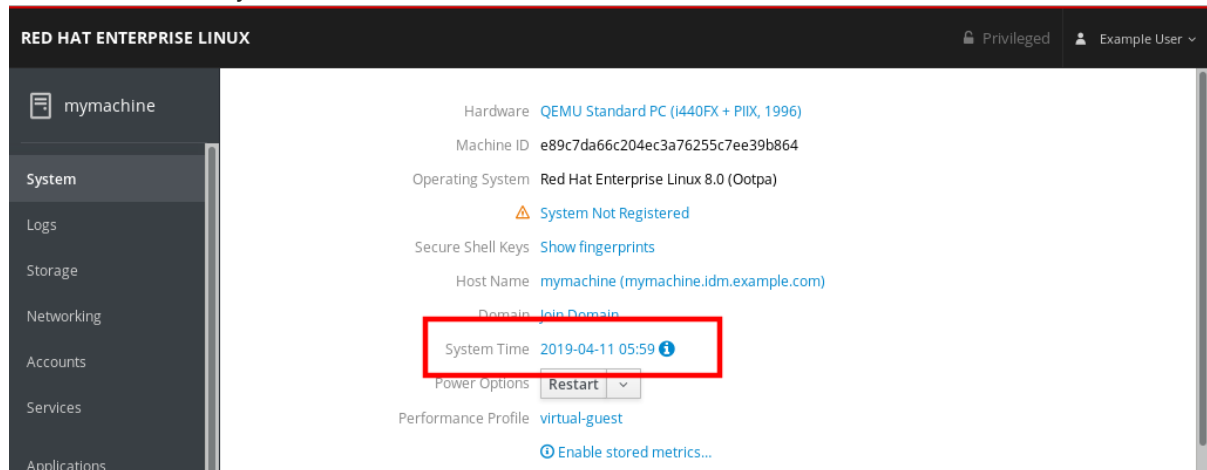 RED HAT ENTERPRISE LINUX
Privileged
Example User
mymachine
System
Logs
Storage
Networking
Accounts
Services
Applications
Hardware QEMU Standard PC (i440FX + PIIX, 1996)
Machine ID e89c7da66c204ec3a76255c7ee39b864
Operating System Red Hat Enterprise Linux 8.0 (Ootpa)
System Not Registered
Secure Shell Keys Show fingerprints
Host Name mymachine (mymachine.idm.example.com)
Domain Join Domain
System Time 2019-04-11 05:59
Power Options Restart
Performance Profile virtual-guest
Enable stored metrics...